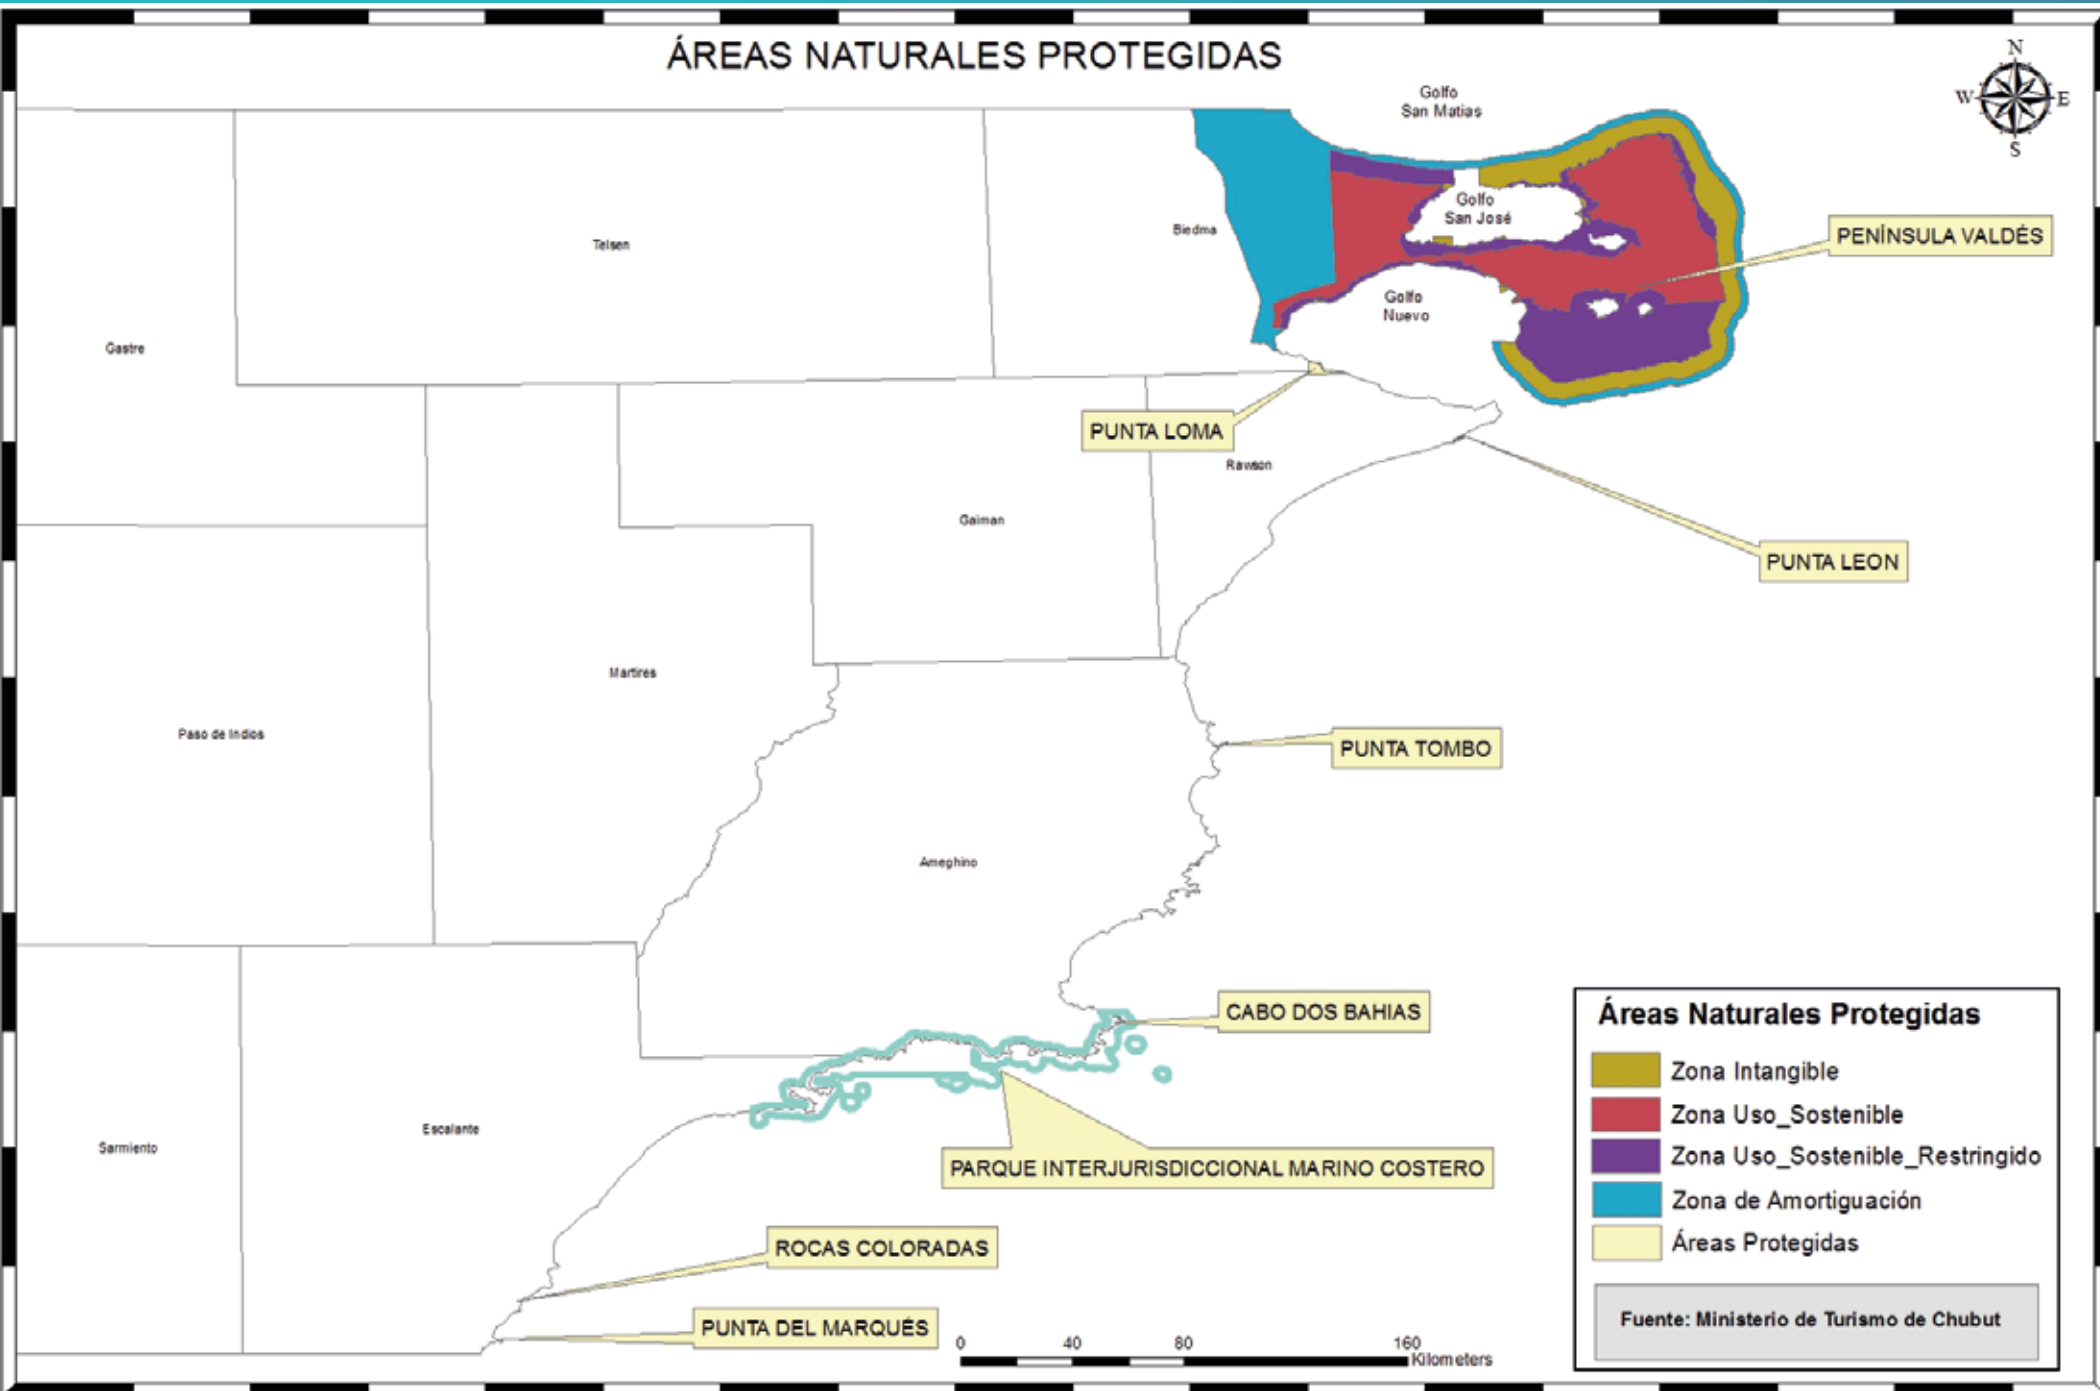 ÁREAS NATURALES PROTEGIDAS
N
W
E
S
Golfo
San Matias
Golfo
San José
Biedma
Telsen
PENÍNSULA VALDÉS
Golfo
Nuevo
Gastre
PUNTA LOMA
Rawson
Gaiman
PUNTA LEON
Martires
Paso de Indios
PUNTA TOMBO
Ameghino
CABO DOS BAHIAS
Escalante
Sarmiento
PARQUE INTERJURISDICCIONAL MARINO COSTERO
ROCAS COLORADAS
PUNTA DEL MARQUÉS
0 40 80 160
Kilometers
Áreas Naturales Protegidas
Zona Intangible
Zona Uso_Sostenible
Zona Uso_Sostenible_Restringido
Zona de Amortiguación
Áreas Protegidas
Fuente: Ministerio de Turismo de Chubut